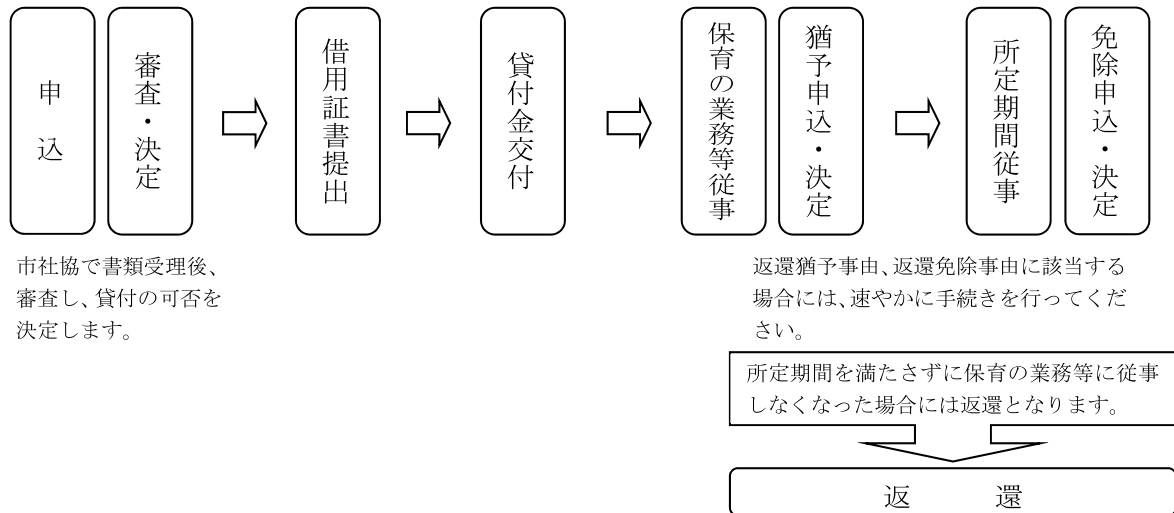 申込
審査・決定
借用証書提出
貸付金交付
保育の業務等従事
猶予申込・決定
所定期間従事
免除申込・決定
市社協で書類受理後、
審査し、貸付の可否を
決定します。
返還猶予事由、返還免除事由に該当する
場合には、速やかに手続きを行ってくだ
さい。
所定期間を満たさずに保育の業務等に従事
しなくなった場合には返還となります。
返　還